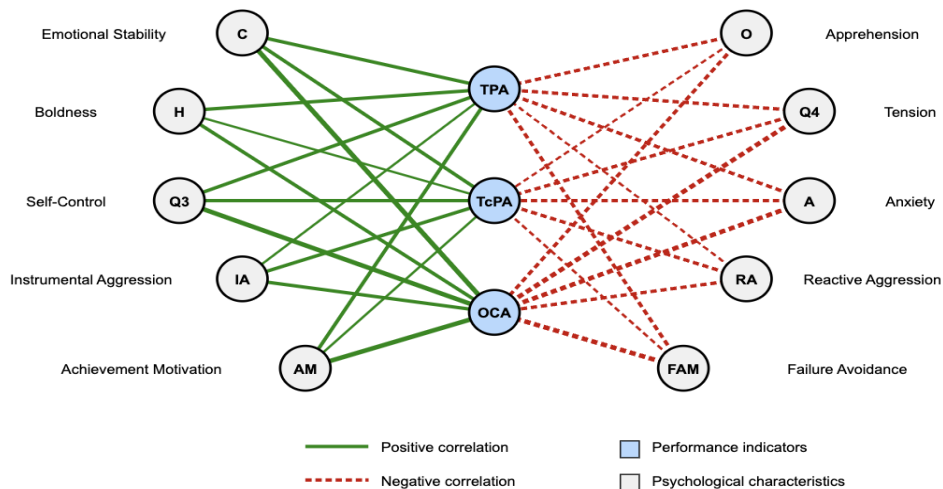 Emotional Stability
C
O
Apprehension
TPA
Boldness
H
Q4
Tension
Self-Control
Q3
TcPA
A
Anxiety
Instrumental Aggression
IA
RA
Reactive Aggression
OCA
Achievement Motivation
AM
FAM
Failure Avoidance
Positive correlation
Performance indicators
Negative correlation
Psychological characteristics